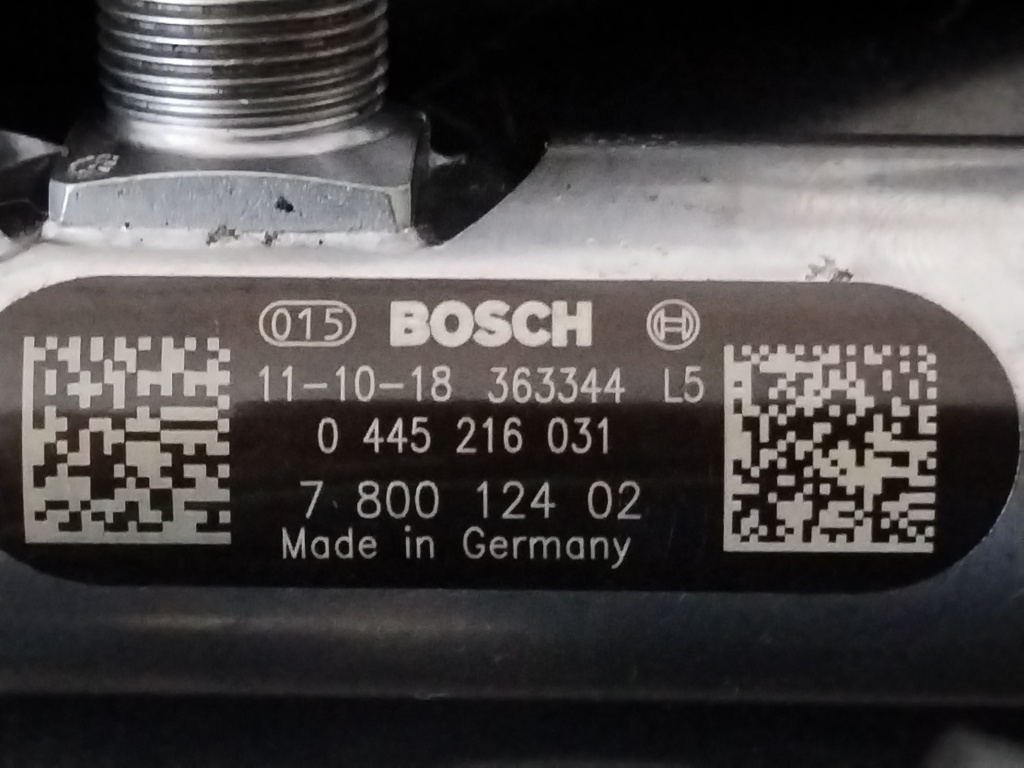 015 BOSCH
11-10-18 363344 L5
0 445 216 031
7 800 124 02
Made in Germany